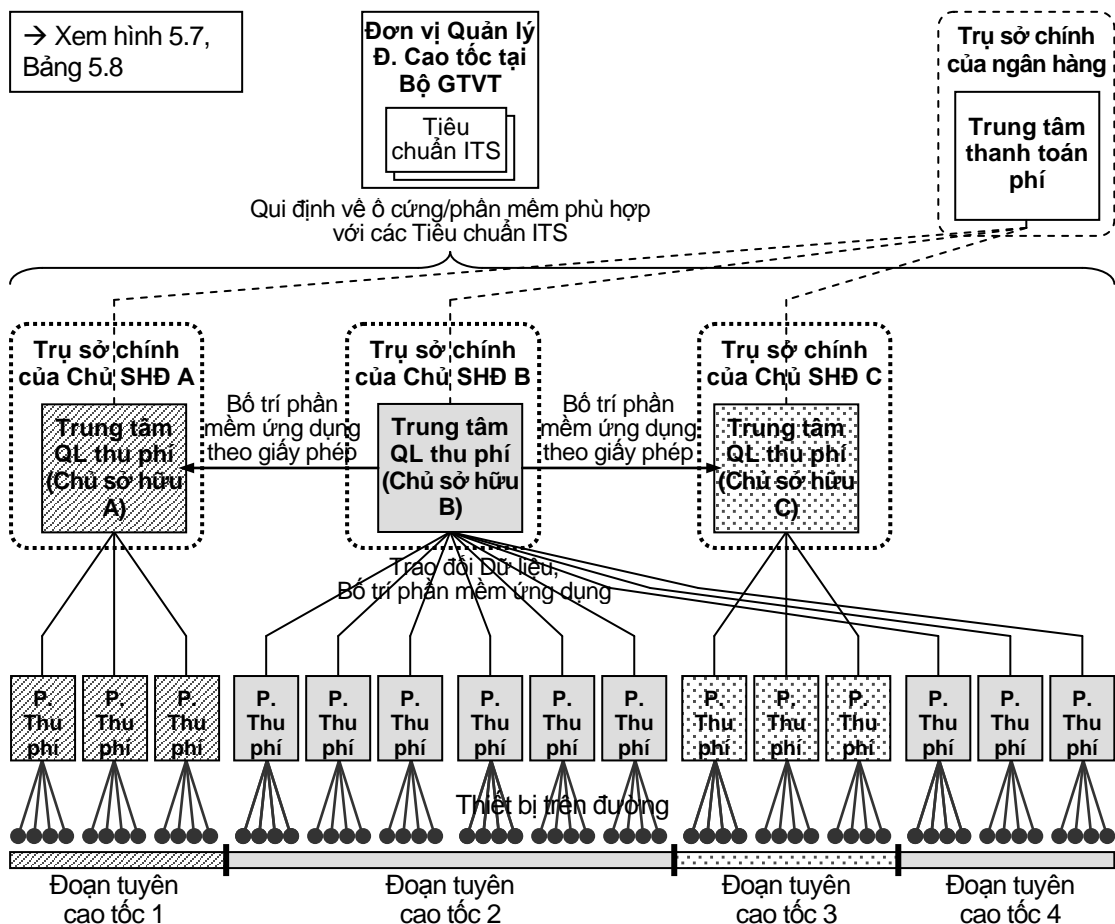 → Xem hình 5.7,
Bảng 5.8
Đơn vị Quản lý
Đ. Cao tốc tại
Bộ GTVT
Tiêu
chuẩn ITS
Trụ sở chính
của ngân hàng
Trung tâm
thanh toán
phí
Qui định về ổ cứng/phần mềm phù hợp
với các Tiêu chuẩn ITS
Trụ sở chính
của Chủ SHĐ A
Trung tâm
QL thu phí
(Chủ sở hữu
A)
Bố trí phần
mềm ứng dụng
theo giấy phép
Trụ sở chính
của Chủ SHĐ B
Trung tâm
QL thu phí
(Chủ sở hữu
B)
Bố trí phần
mềm ứng dụng
theo giấy phép
Trụ sở chính
của Chủ SHĐ C
Trung tâm
QL thu phí
(Chủ sở hữu
C)
Trao đổi Dữ liệu,
Bố trí phần mềm ứng dụng
P.
Thu
phí
P.
Thu
phí
P.
Thu
phí
P.
Thu
phí
P.
Thu
phí
P.
Thu
phí
P.
Thu
phí
P.
Thu
phí
P.
Thu
phí
P.
Thu
phí
P.
Thu
phí
P.
Thu
phí
P.
Thu
phí
P.
Thu
phí
P.
Thu
phí
Thiết bị trên đường
Đoạn tuyến
cao tốc 1
Đoạn tuyến
cao tốc 2
Đoạn tuyến
cao tốc 3
Đoạn tuyến
cao tốc 4